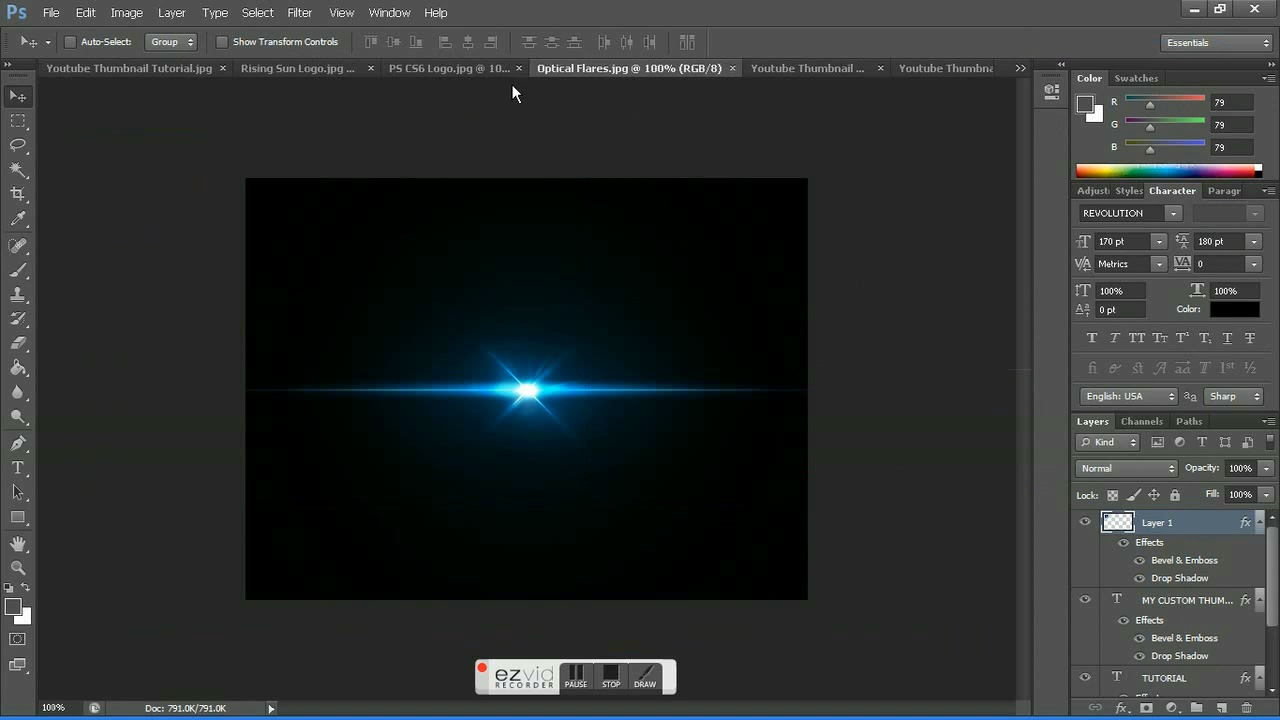 Ps File Edit Image Layer Type Select Filter View Window Help
Auto-Select: Group Show Transform Controls Essentials
Youtube Thumbnail Tutorial.jpg Rising Sun Logo.jpg ... PS CS6 Logo.jpg @ 10... Optical Flares.jpg @ 100% (RGB/8) Youtube Thumbnail ... Youtube Thumbna
Color Swatches
R 79
G 79
B 79
Adjust Styles Character Paragr
REVOLUTION
170 pt 180 pt
Metrics 0
100% 100%
0 pt Color:
English: USA Sharp
Layers Channels Paths
Kind
Normal Opacity: 100%
Lock: Fill: 100%
Layer 1 fx
Effects
Bevel & Emboss
Drop Shadow
T MY CUSTOM THUM... fx
Effects
Bevel & Emboss
Drop Shadow
T TUTORIAL fx
ezvid
RECORDER
PAUSE STOP DRAW
100% Doc: 791.0K/791.0K